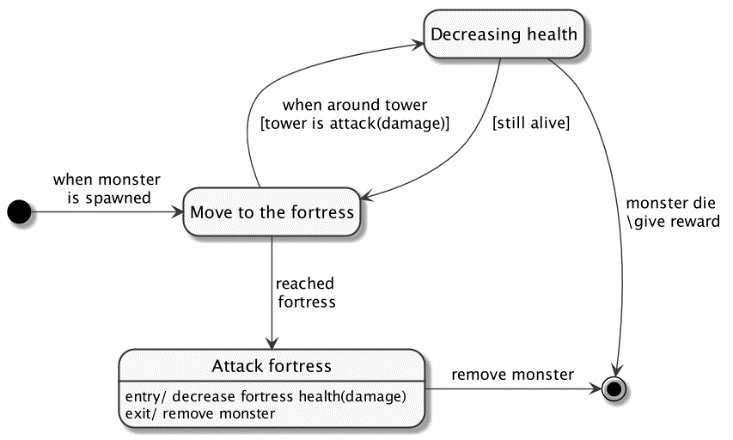 Decreasing health
when around tower
[tower is attack(damage)]
[still alive]
when monster
is spawned
Move to the fortress
monster die
\give reward
reached
fortress
Attack fortress
entry/ decrease fortress health(damage)
exit/ remove monster
remove monster